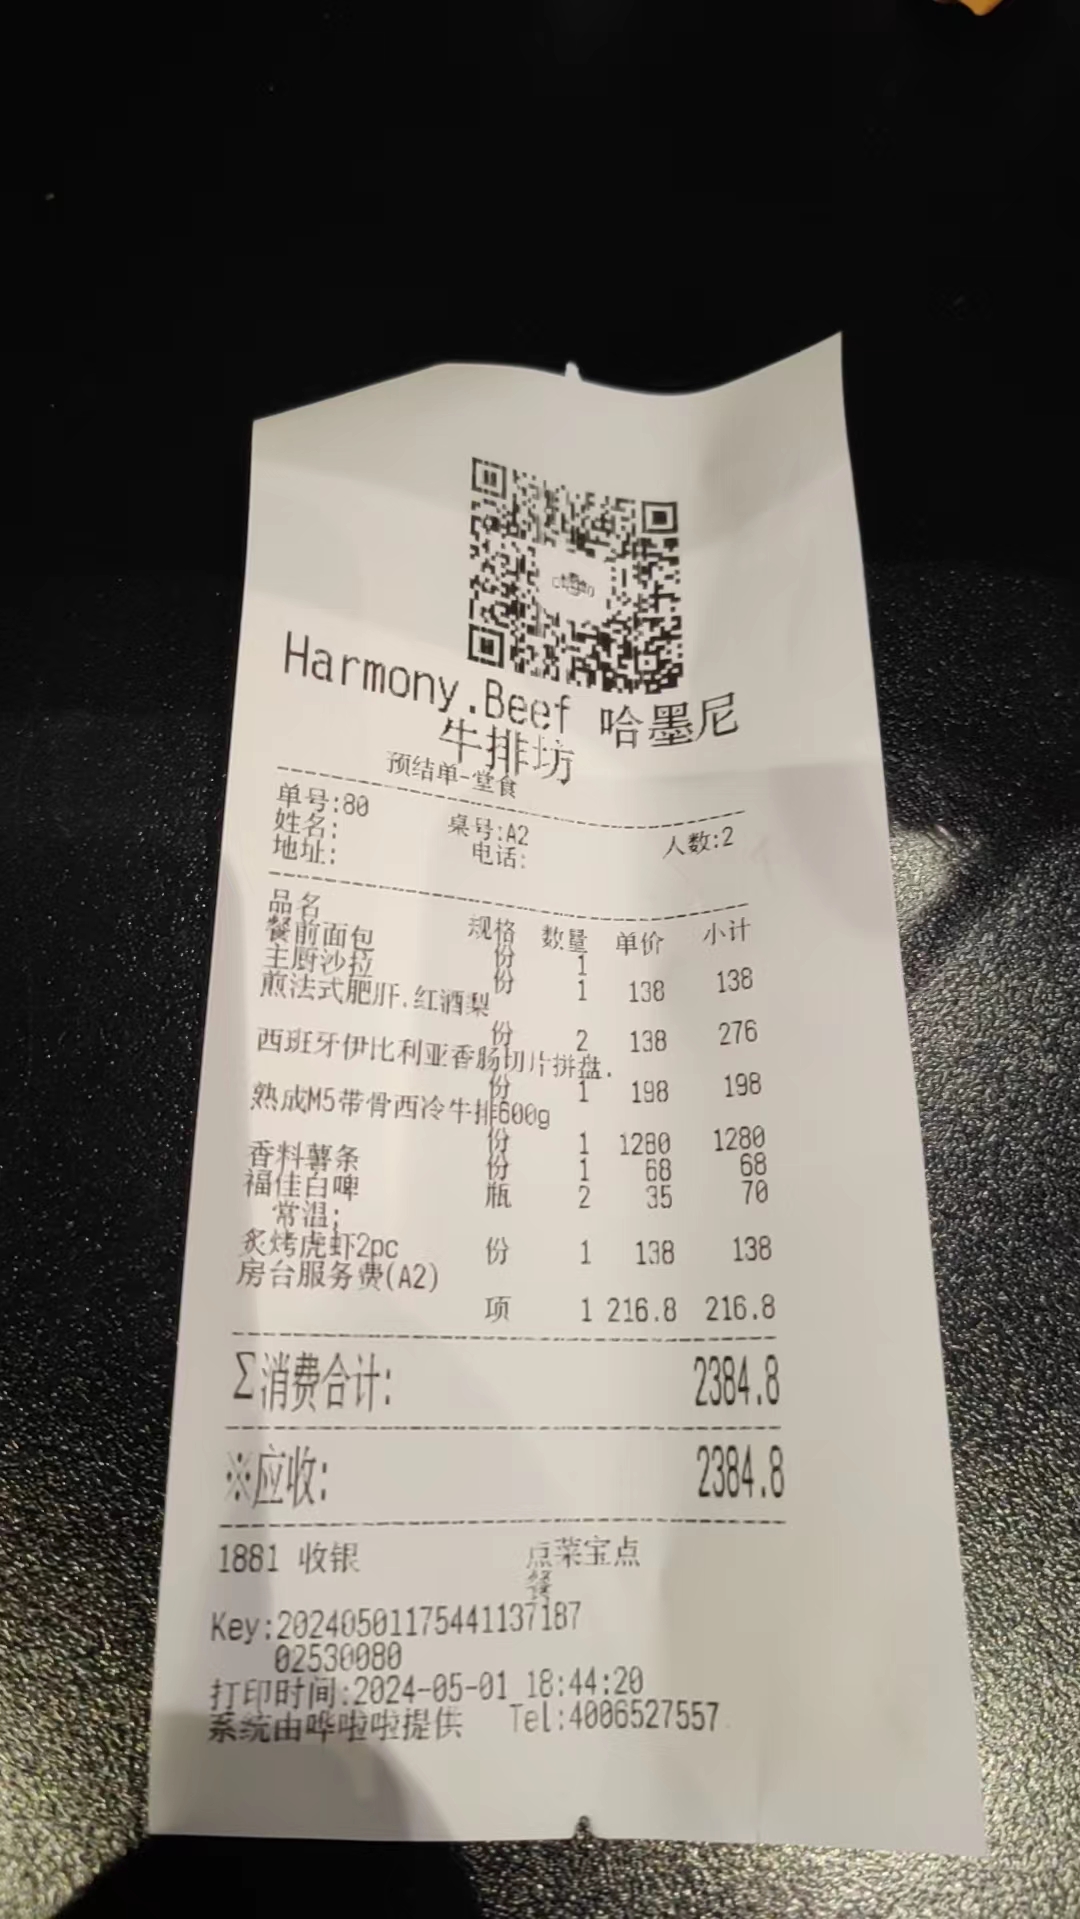 Harmony.Beef 哈墨尼
牛排坊
预结单-堂食
单号:80 桌号:A2 人数:2
姓名: 电话:
地址:
品名 规格 数量 单价 小计
餐前面包 份 1
主厨沙拉 份 1 138 138
煎法式肥肝.红酒梨
份 2 138 276
西班牙伊比利亚香肠切片拼盘.
份 1 198 198
熟成M5带骨西冷牛排600g
份 1 1280 1280
香料薯条 份 1 68 68
福佳白啤 瓶 2 35 70
常温;
炙烤虎虾2pc 份 1 138 138
房台服务费(A2)
项 1 216.8 216.8
Σ消费合计: 2384.8
※应收: 2384.8
1881 收银 点菜宝点
餐
Key:20240501175441137187
02530080
打印时间:2024-05-01 18:44:20
系统由哗啦啦提供 Tel:4006527557